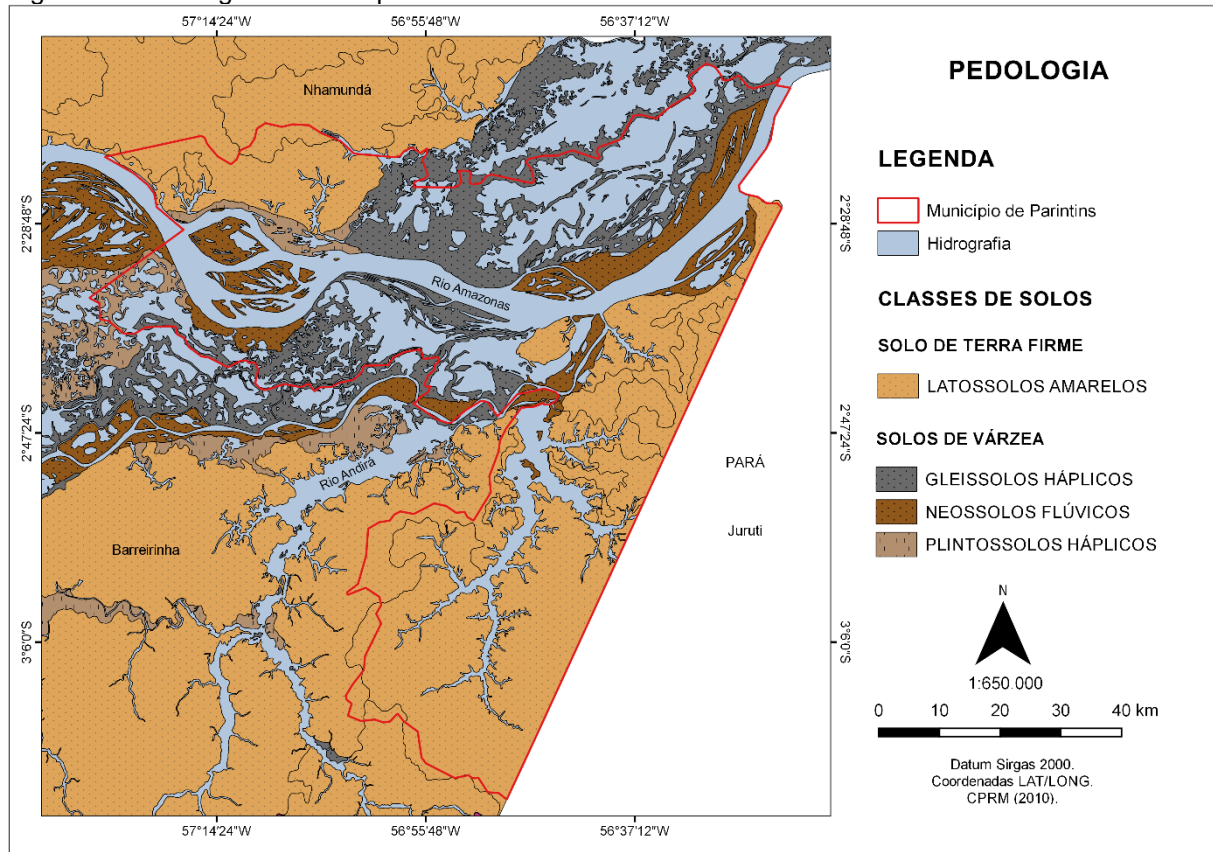 57°14'24"W 56°55'48"W 56°37'12"W
PEDOLOGIA
Nhamundá
LEGENDA
Município de Parintins
2°28'48"S 2°28'48"S
Hidrografia
Rio Amazonas
CLASSES DE SOLOS
SOLO DE TERRA FIRME
LATOSSOLOS AMARELOS
2°47'24"S 2°47'24"S
SOLOS DE VÁRZEA
PARÁ
Rio Andirá
GLEISSOLOS HÁPLICOS
NEOSSOLOS FLÚVICOS
Juruti
Barreirinha
PLINTOSSOLOS HÁPLICOS
N
3°6'0"S 3°6'0"S
1:650.000
0 10 20 30 40 km
Datum Sirgas 2000.
Coordenadas LAT/LONG.
CPRM (2010).
57°14'24"W 56°55'48"W 56°37'12"W